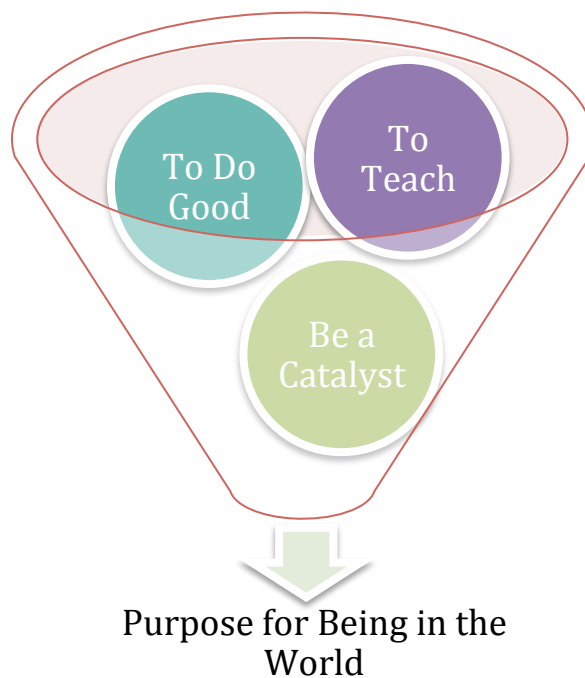 To Do
Good
To
Teach
Be a
Catalyst
Purpose for Being in the
World